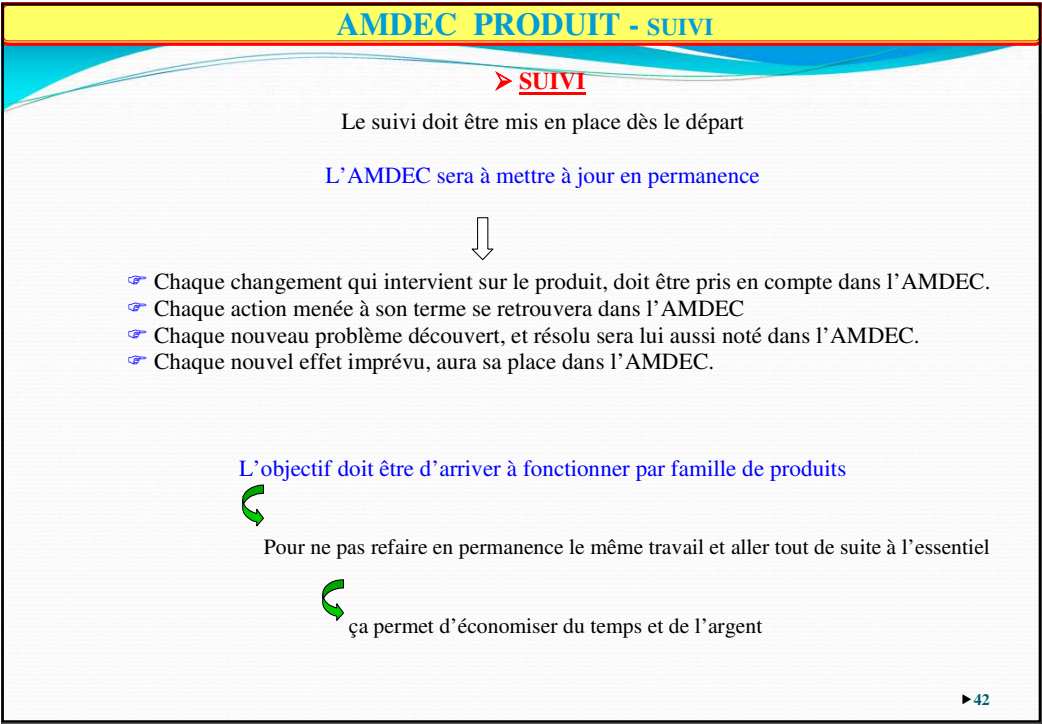 AMDEC PRODUIT - SUIVI
➢ SUIVI
Le suivi doit être mis en place dès le départ
L’AMDEC sera à mettre à jour en permanence
☞ Chaque changement qui intervient sur le produit, doit être pris en compte dans l’AMDEC.
☞ Chaque action menée à son terme se retrouvera dans l’AMDEC
☞ Chaque nouveau problème découvert, et résolu sera lui aussi noté dans l’AMDEC.
☞ Chaque nouvel effet imprévu, aura sa place dans l’AMDEC.
L’objectif doit être d’arriver à fonctionner par famille de produits
Pour ne pas refaire en permanence le même travail et aller tout de suite à l’essentiel
ça permet d’économiser du temps et de l’argent
▶42